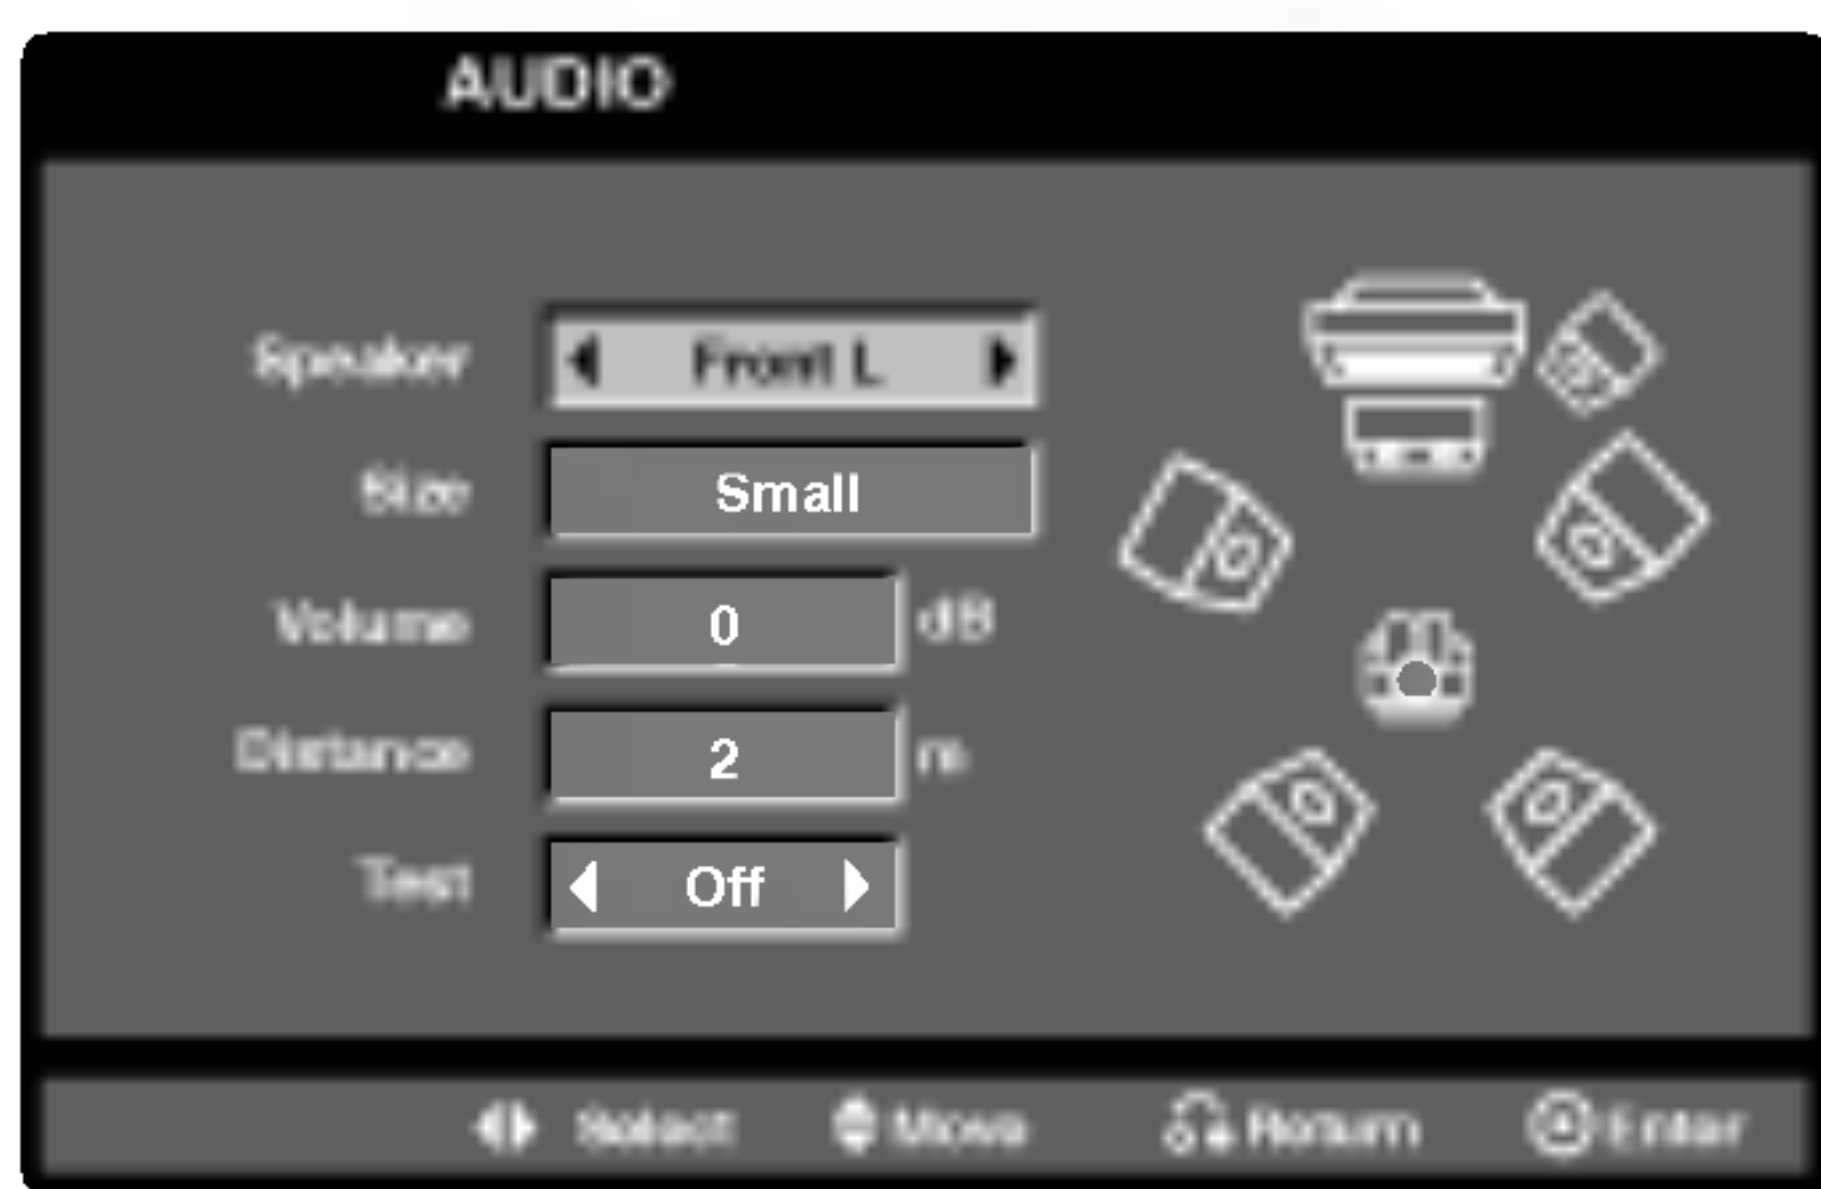 AUDIO
Speaker Front L
Size Small
Volume 0 dB
Distance 2 m
Test Off
Select Move Return Enter